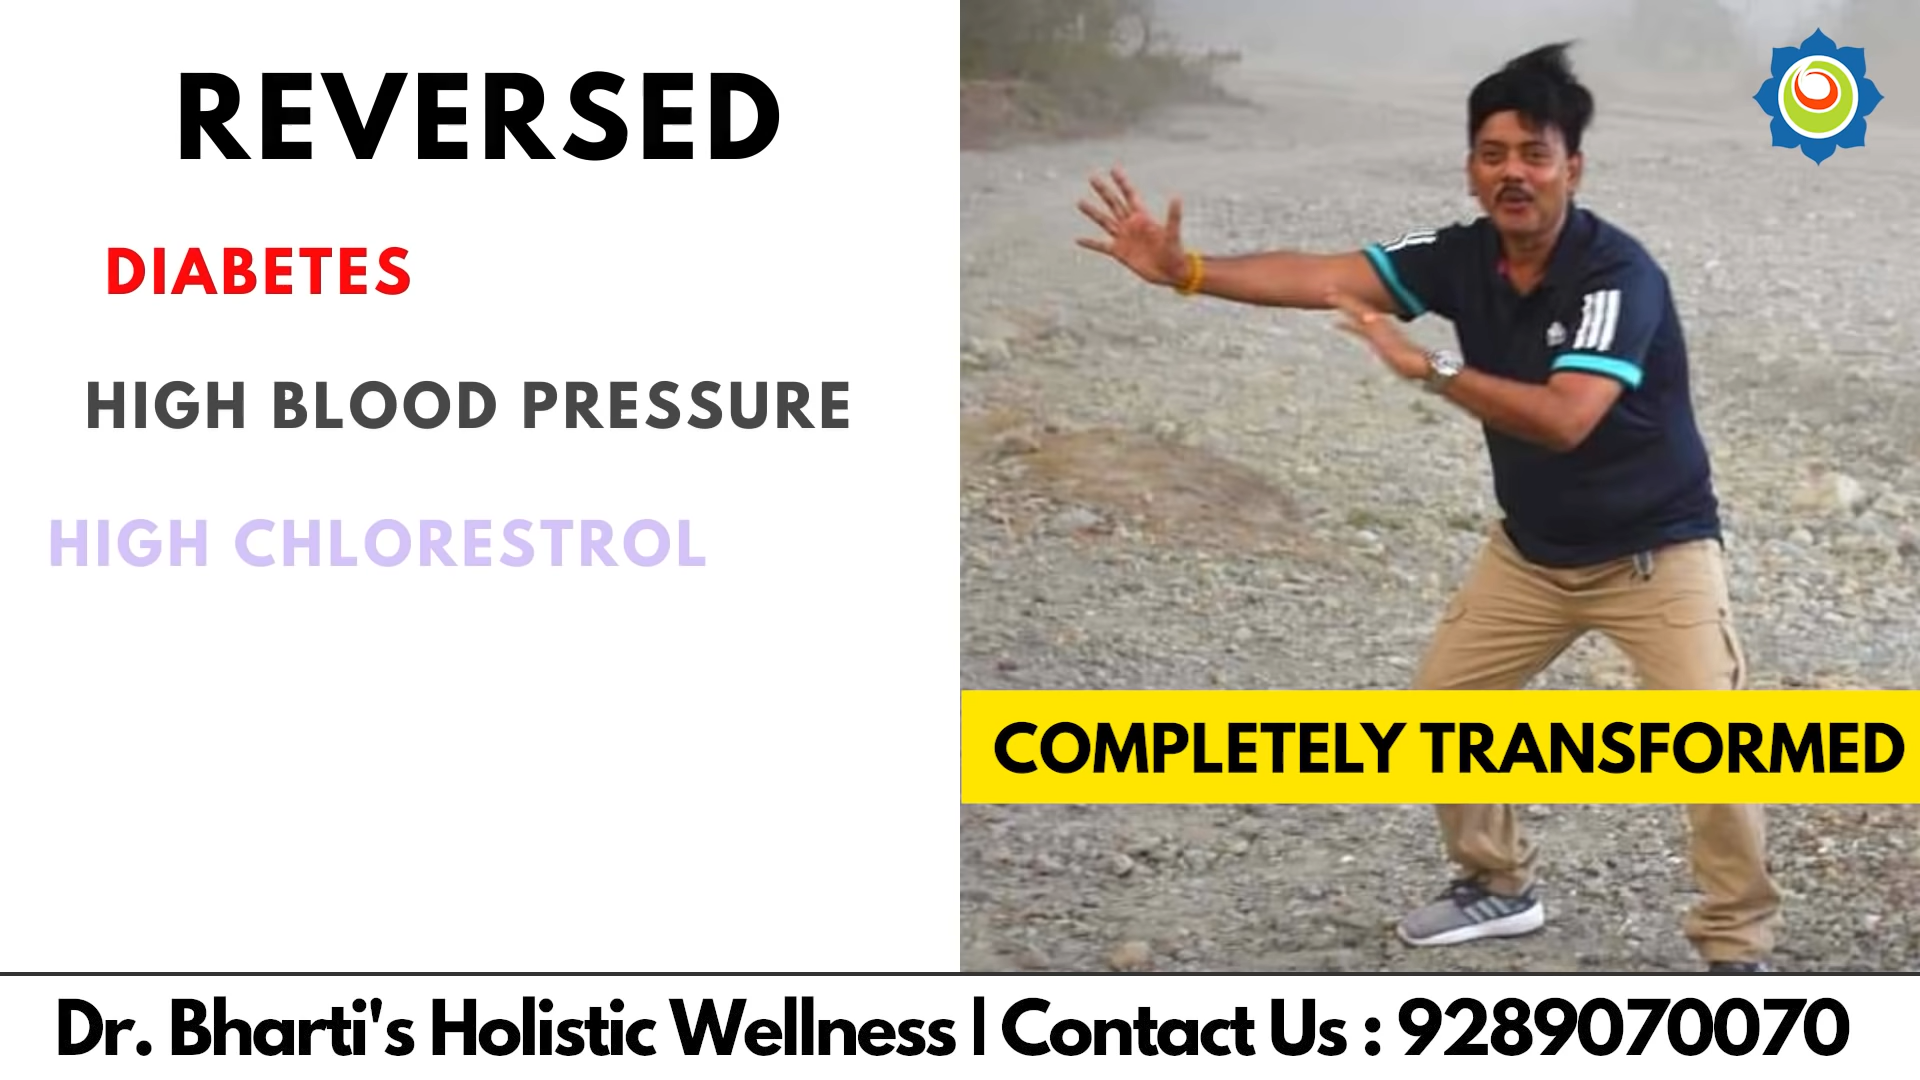 REVERSED
DIABETES
HIGH BLOOD PRESSURE
HIGH CHLORESTROL
COMPLETELY TRANSFORMED
Dr. Bharti's Holistic Wellness | Contact Us : 9289070070